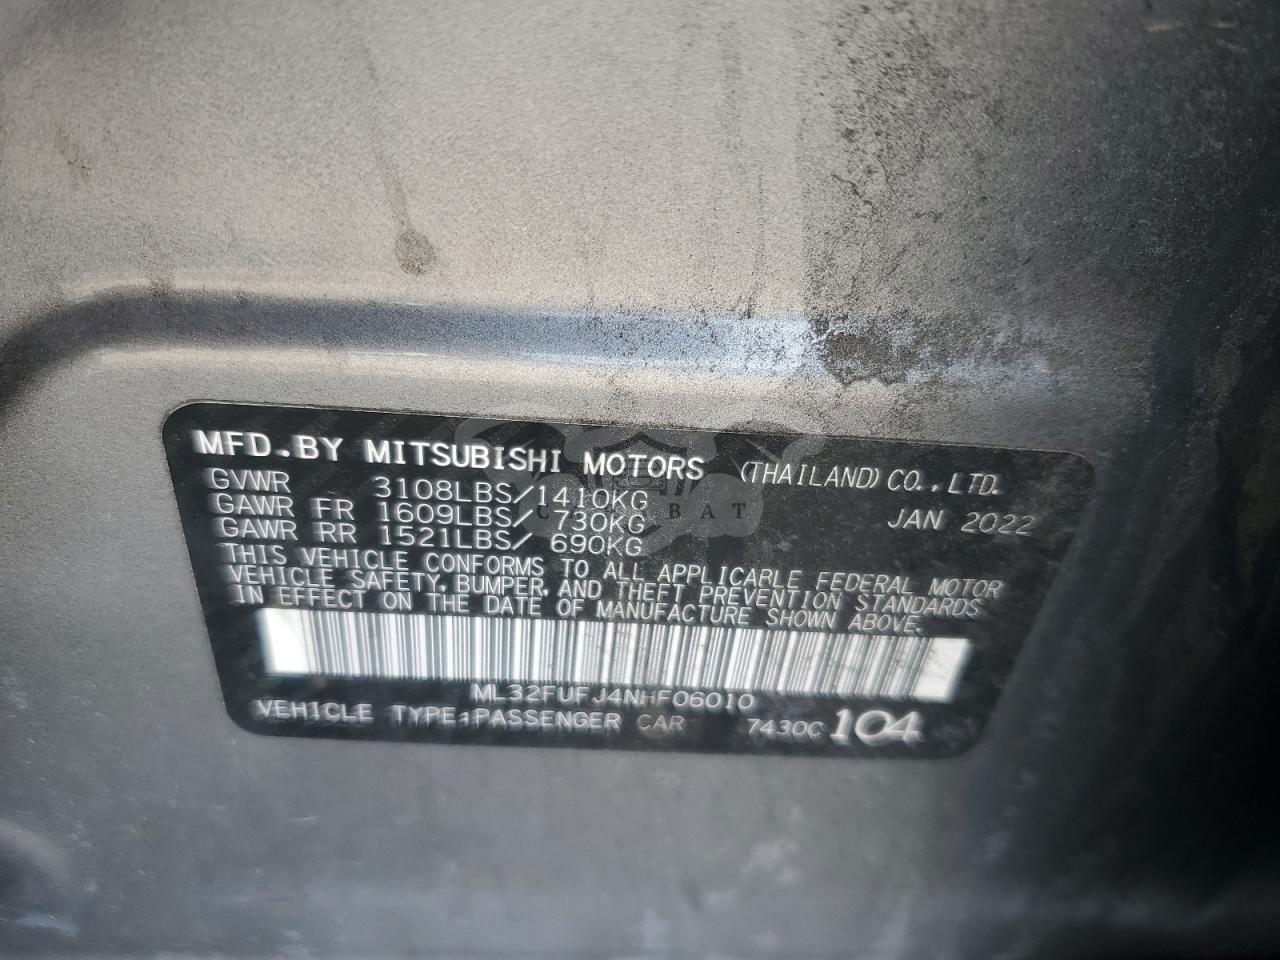 MFD. BY MITSUBISHI MOTORS (THAILAND) CO., LTD.
GVWR 3108LBS/1410KG JAN 2022
GAWR FR 1609LBS/ 730KG
GAWR RR 1521LBS/ 690KG
THIS VEHICLE CONFORMS TO ALL APPLICABLE FEDERAL MOTOR
VEHICLE SAFETY, BUMPER, AND THEFT PREVENTION STANDARDS
IN EFFECT ON THE DATE OF MANUFACTURE SHOWN ABOVE.
ML32FUFJ4NHF06010
VEHICLE TYPE:PASSENGER CAR 7430C 104